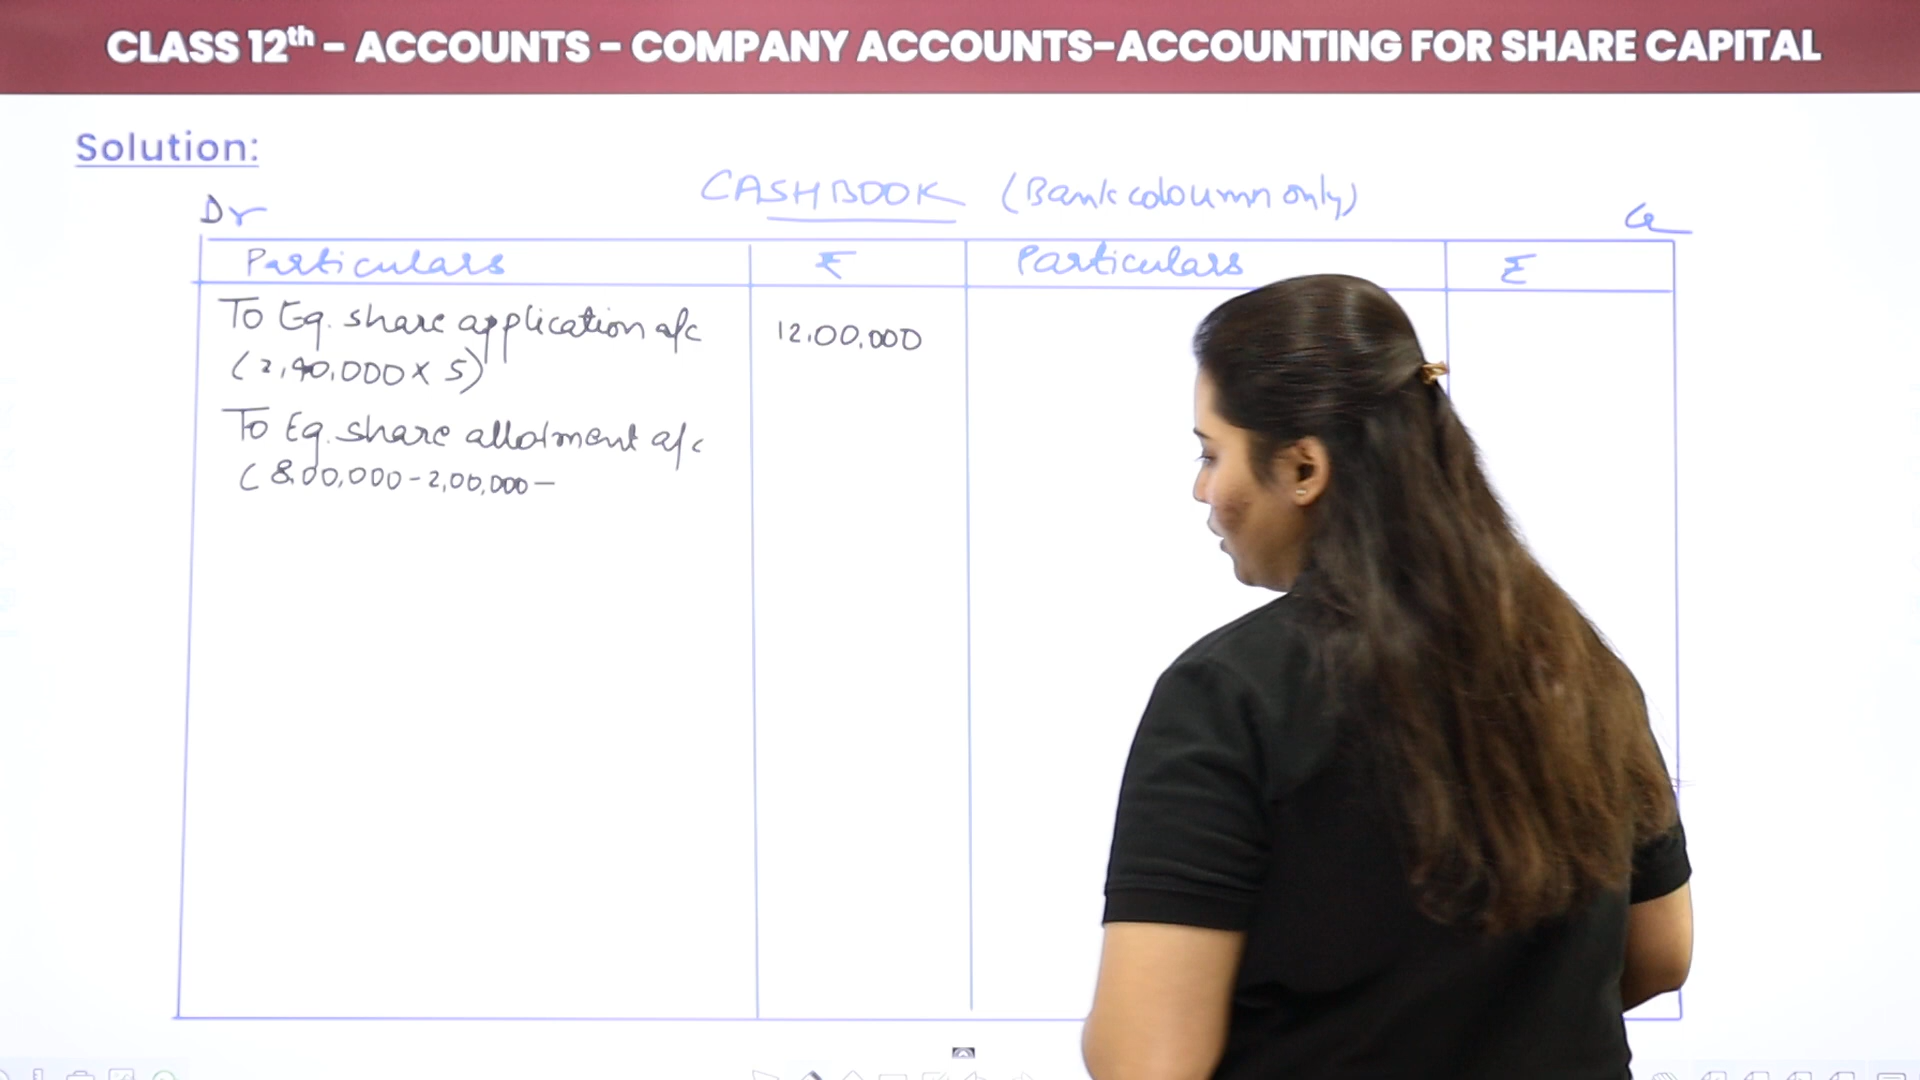 CLASS 12th - ACCOUNTS - COMPANY ACCOUNTS-ACCOUNTING FOR SHARE CAPITAL
Solution:
CASHBOOK (Bank coloumn only)
Dr Cr
Particulars ₹ Particulars ₹
To Eq. share application a/c 12,00,000
(2,40,000 × 5)
To Eq. share allotment a/c
(8,00,000 - 2,00,000 -